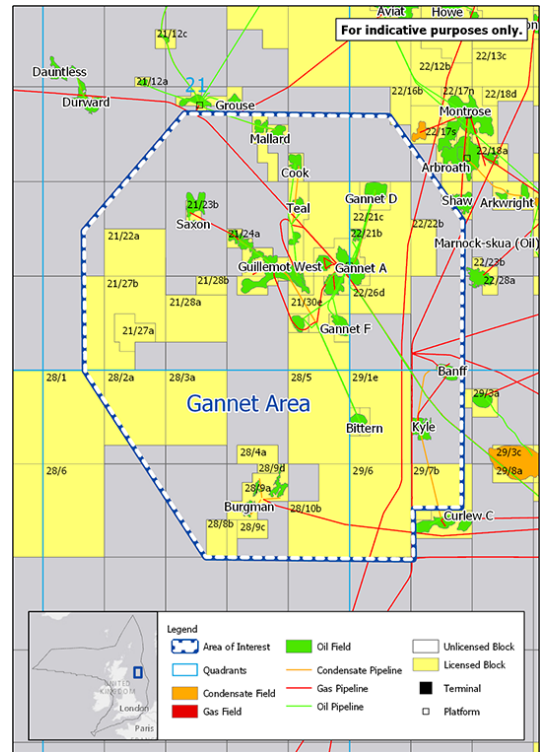 Aviat
Howe
For indicative purposes only.
21/12c
22/13c
22/12b
Dauntless
21/12a
21
22/16b
22/17n
22/18d
Durward
Grouse
Montrose
Mallard
22/17s
22/18a
Cook
Arbroath
21/23b
Teal
Gannet D
Shaw
Arkwright
Saxon
21/24a
22/21c
22/22b
21/22a
22/21b
Marnock-skua (Oil)
Guillemot West
Gannet A
22/23b
21/27b
21/28b
22/28a
21/28a
21/30e
22/26d
21/27a
Gannet F
28/1
28/2a
28/3a
28/5
29/1e
Banff
29/3a
Gannet Area
Bittern
Kyle
28/4a
29/3c
28/6
28/9d
29/6
29/7b
29/8a
28/9a
Burgman
28/10b
28/8b
28/9c
Curlew C
Legend
Area of Interest
Oil Field
Unlicensed Block
Quadrants
Condensate Pipeline
Licensed Block
Condensate Field
Gas Pipeline
Terminal
Gas Field
Oil Pipeline
Platform
UNITED
KINGDOM
London
Paris